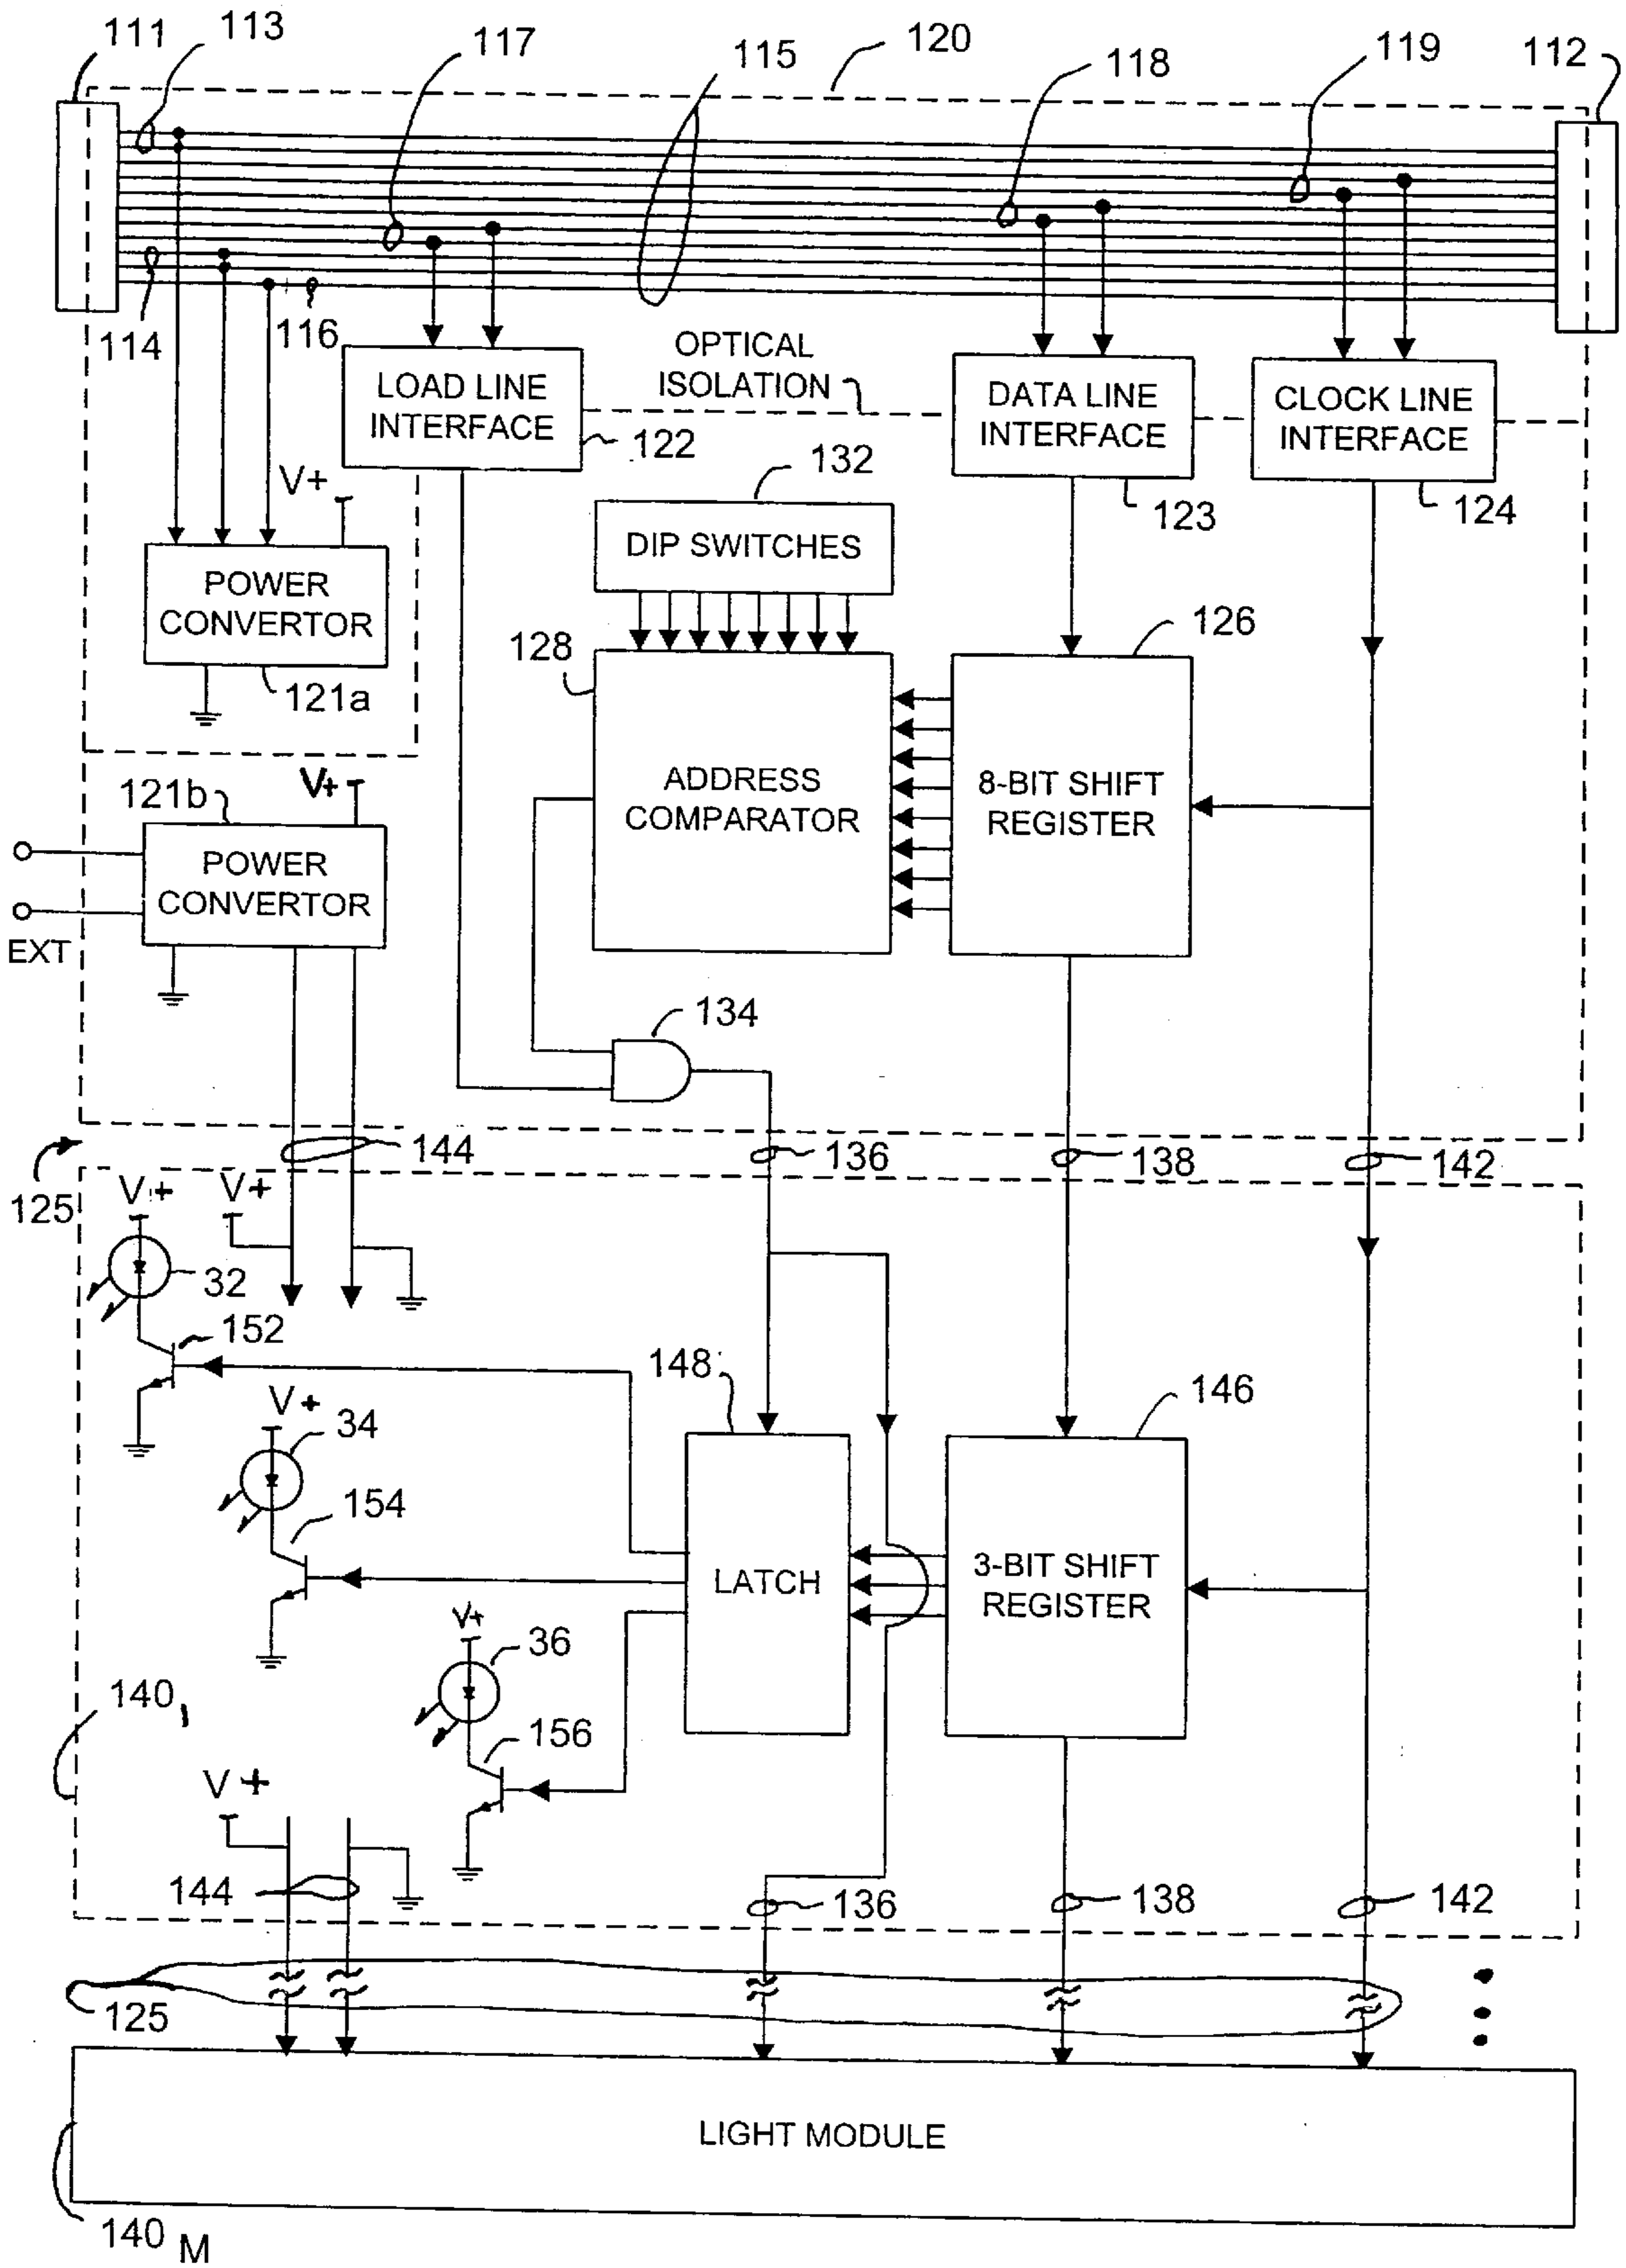 111
113
117
115
120
118
119
112
114
116
OPTICAL
ISOLATION
LOAD LINE
INTERFACE
122
DATA LINE
INTERFACE
123
CLOCK LINE
INTERFACE
124
V+
132
DIP SWITCHES
POWER
CONVERTOR
121a
128
126
ADDRESS
COMPARATOR
8-BIT SHIFT
REGISTER
121b
V+
POWER
CONVERTOR
EXT
134
144
136
138
142
125
V+
V+
32
152
148
146
V+
34
154
LATCH
3-BIT SHIFT
REGISTER
V+
36
156
140 1
V+
144
136
138
142
125
LIGHT MODULE
140 M